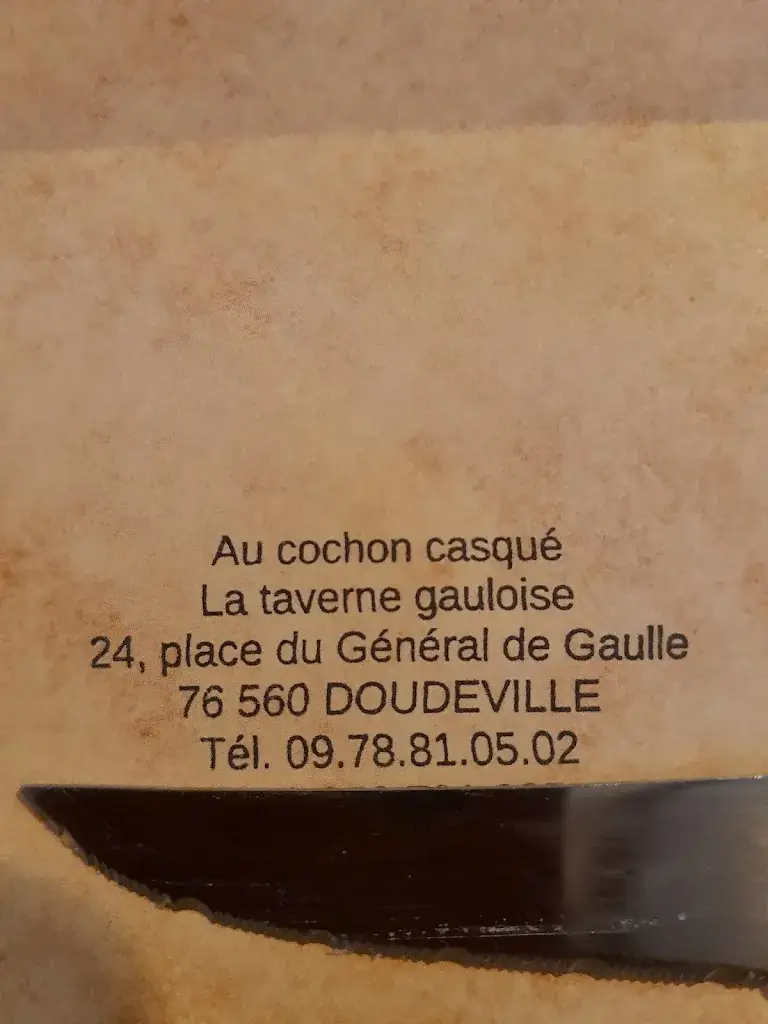 Au cochon casqué
La taverne gauloise
24, place du Général de Gaulle
76 560 DOUDEVILLE
Tél. 09.78.81.05.02